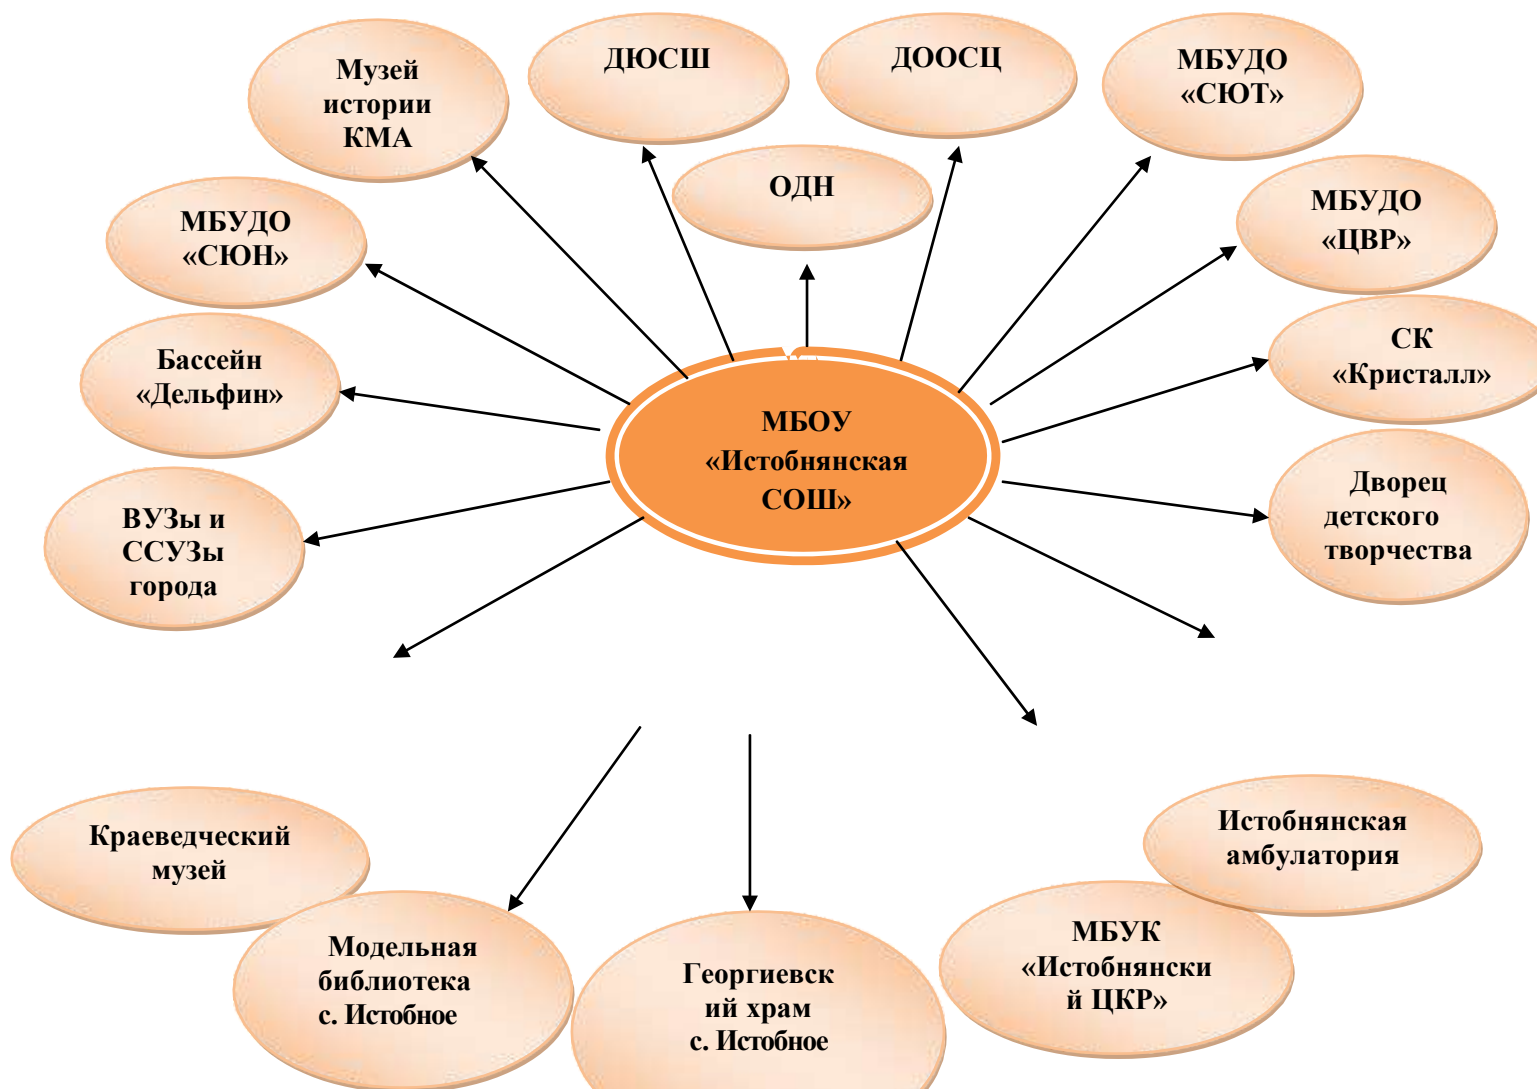 Музей
истории
КМА
ДЮСШ
ДООСЦ
МБУДО
«СЮТ»
ОДН
МБУДО
«СЮН»
МБУДО
«ЦВР»
Бассейн
«Дельфин»
СК
«Кристалл»
МБОУ
«Истобнянская
СОШ»
ВУЗы и
ССУЗы
города
Дворец
детского
творчества
Краеведческий
музей
Истобнянская
амбулатория
Модельная
библиотека
с. Истобное
Георгиевск
ий храм
с. Истобное
МБУК
«Истобнянски
й ЦКР»